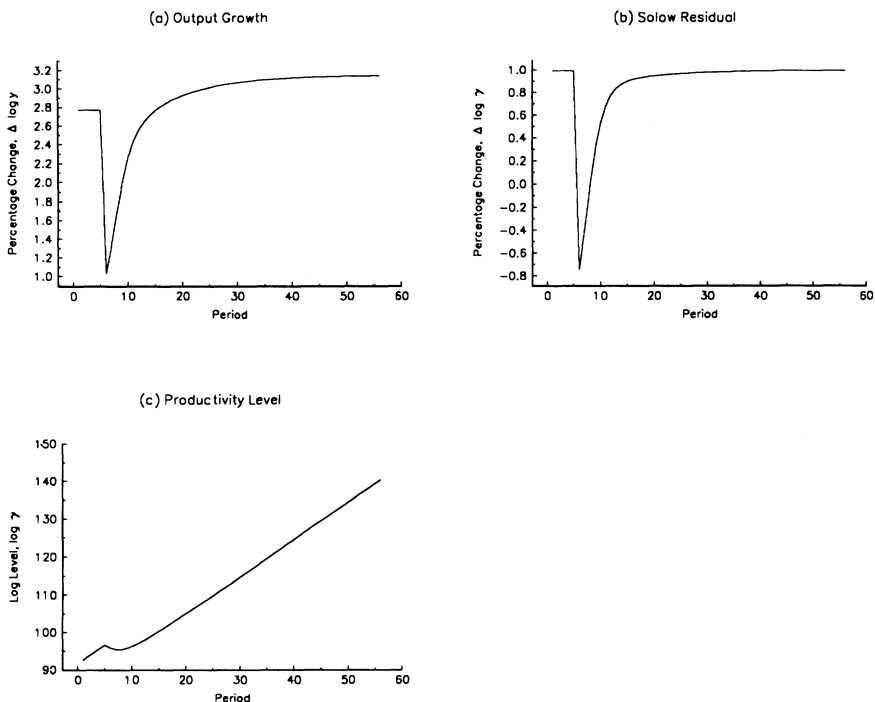 (a) Output Growth
Percentage Change, Δ log y
3.2
3.0
2.8
2.6
2.4
2.2
2.0
1.8
1.6
1.4
1.2
1.0
0 10 20 30 40 50 60
Period
(b) Solow Residual
Percentage Change, Δ log γ
1.0
0.8
0.6
0.4
0.2
0.0
-0.2
-0.4
-0.6
-0.8
0 10 20 30 40 50 60
Period
(c) Productivity Level
Log Level, log γ
150
140
130
120
110
100
90
0 10 20 30 40 50 60
Period